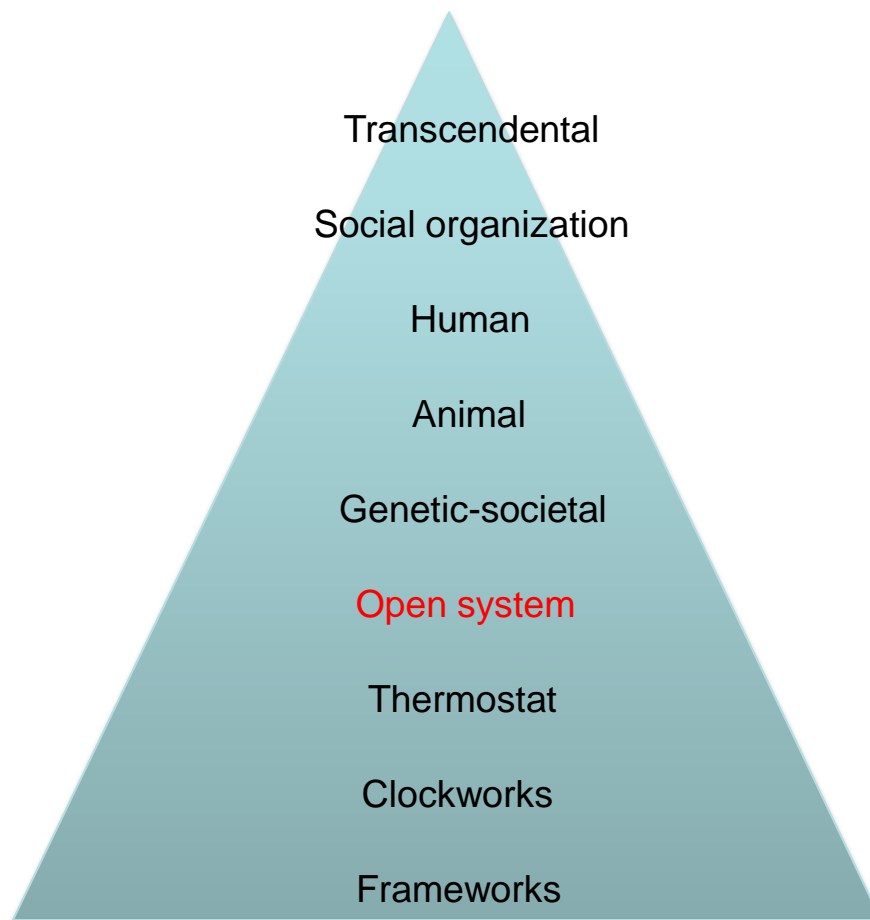 Transcendental
Social organization
Human
Animal
Genetic-societal
Open system
Thermostat
Clockworks
Frameworks